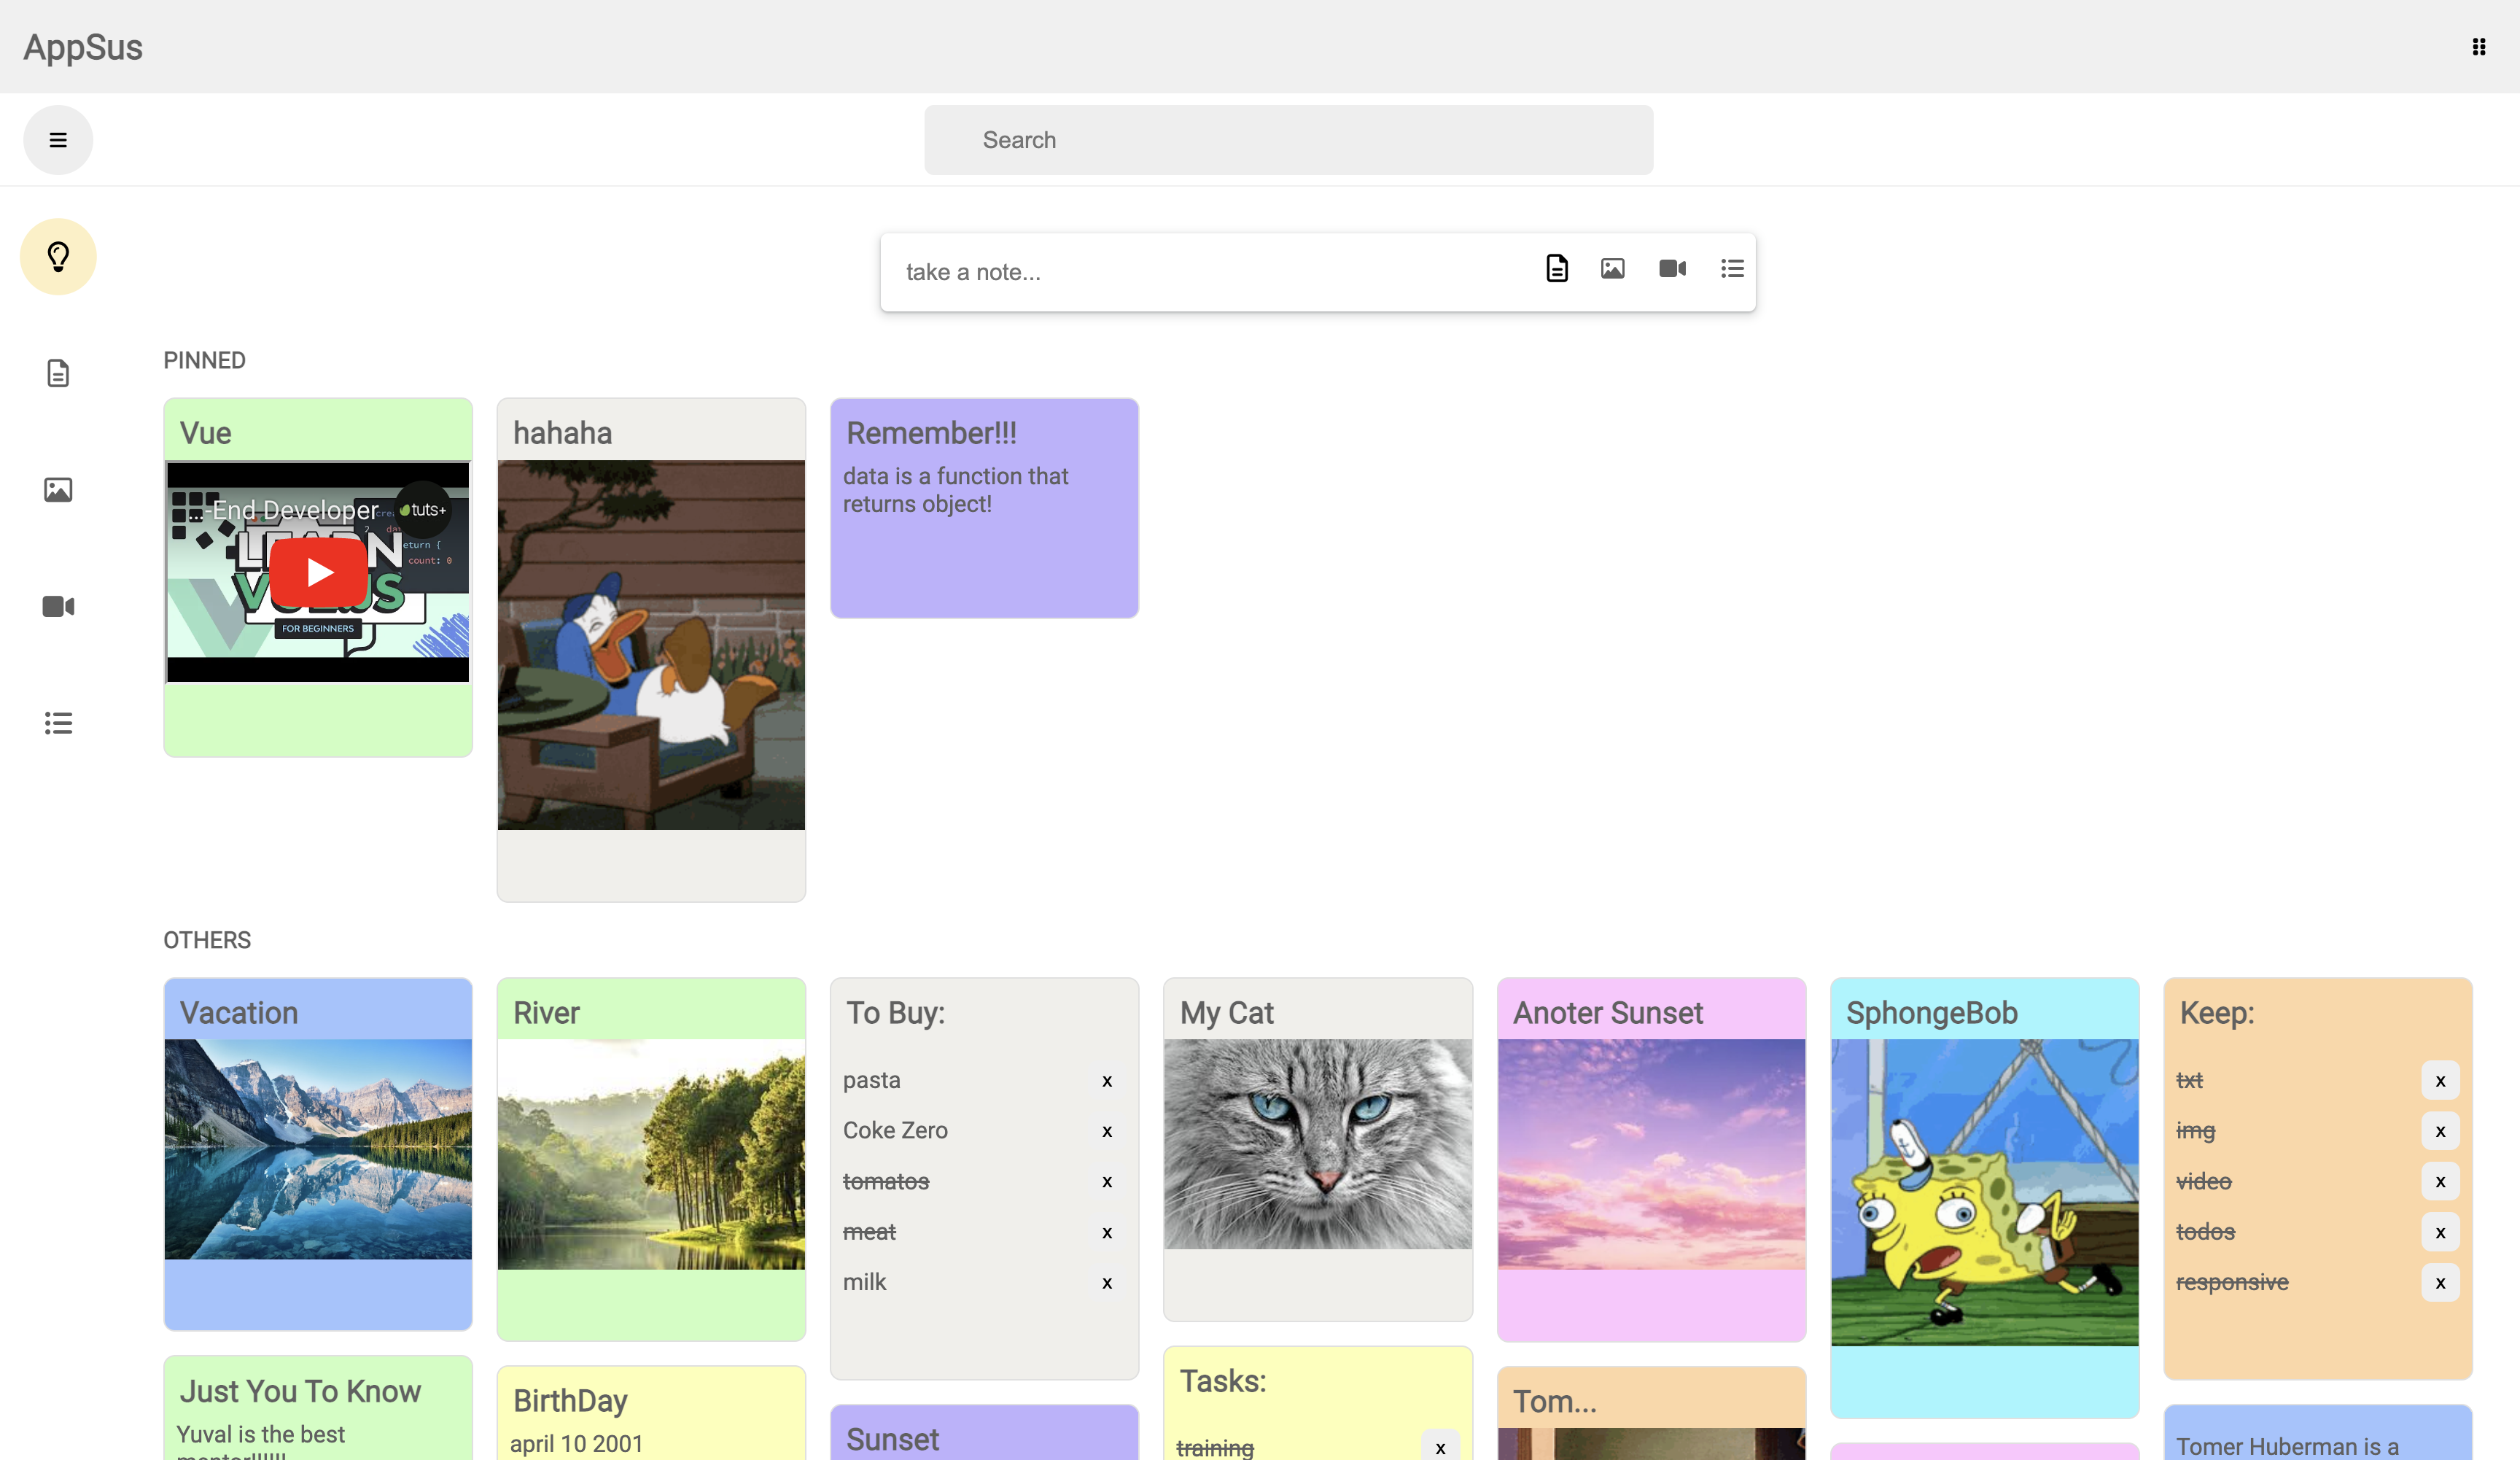 AppSus
Search
take a note...
PINNED
Vue
...-End Developer
tuts+
LEARN
FOR BEGINNERS
count: 0
hahaha
Remember!!!
data is a function that
returns object!
OTHERS
Vacation
River
To Buy:
pasta x
Coke Zero x
tomatos x
meat x
milk x
My Cat
Anoter Sunset
SphongeBob
Keep:
txt x
img x
video x
todos x
responsive x
Just You To Know
Yuval is the best
BirthDay
april 10 2001
Sunset
Tasks:
training x
Tom...
Tomer Huberman is a